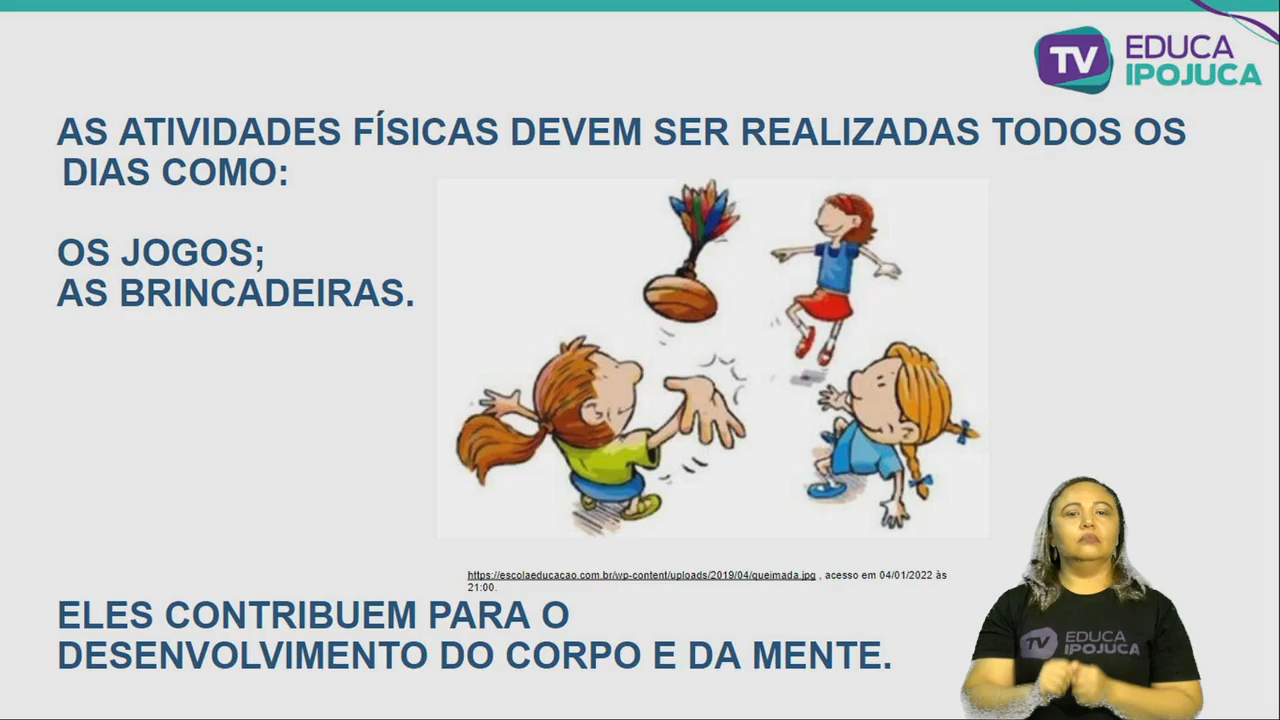 TV EDUCA
IPOJUCA
AS ATIVIDADES FÍSICAS DEVEM SER REALIZADAS TODOS OS
DIAS COMO:
OS JOGOS;
AS BRINCADEIRAS.
https://escolaeducacao.com.br/wp-content/uploads/2019/04/queimada.jpg , acesso em 04/01/2022 às
21:00.
ELES CONTRIBUEM PARA O
DESENVOLVIMENTO DO CORPO E DA MENTE.
TV EDUCA
IPOJUCA